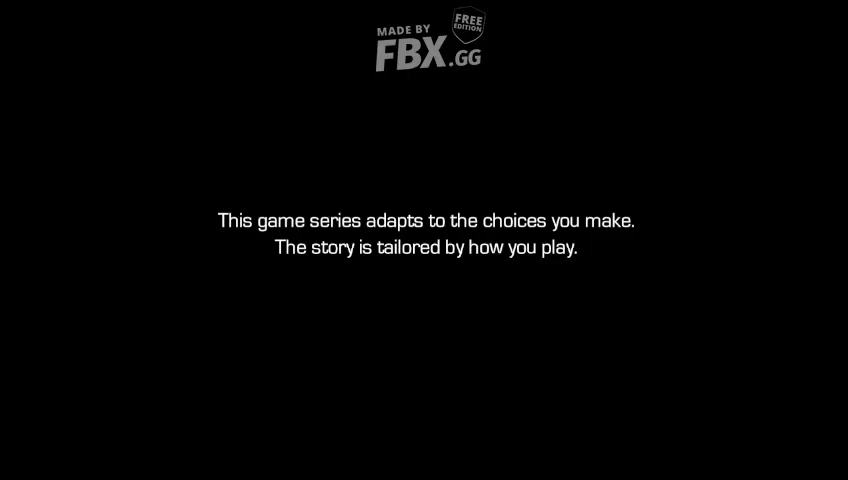 MADE BY
FREE
EDITION
FBX.GG
This game series adapts to the choices you make.
The story is tailored by how you play.